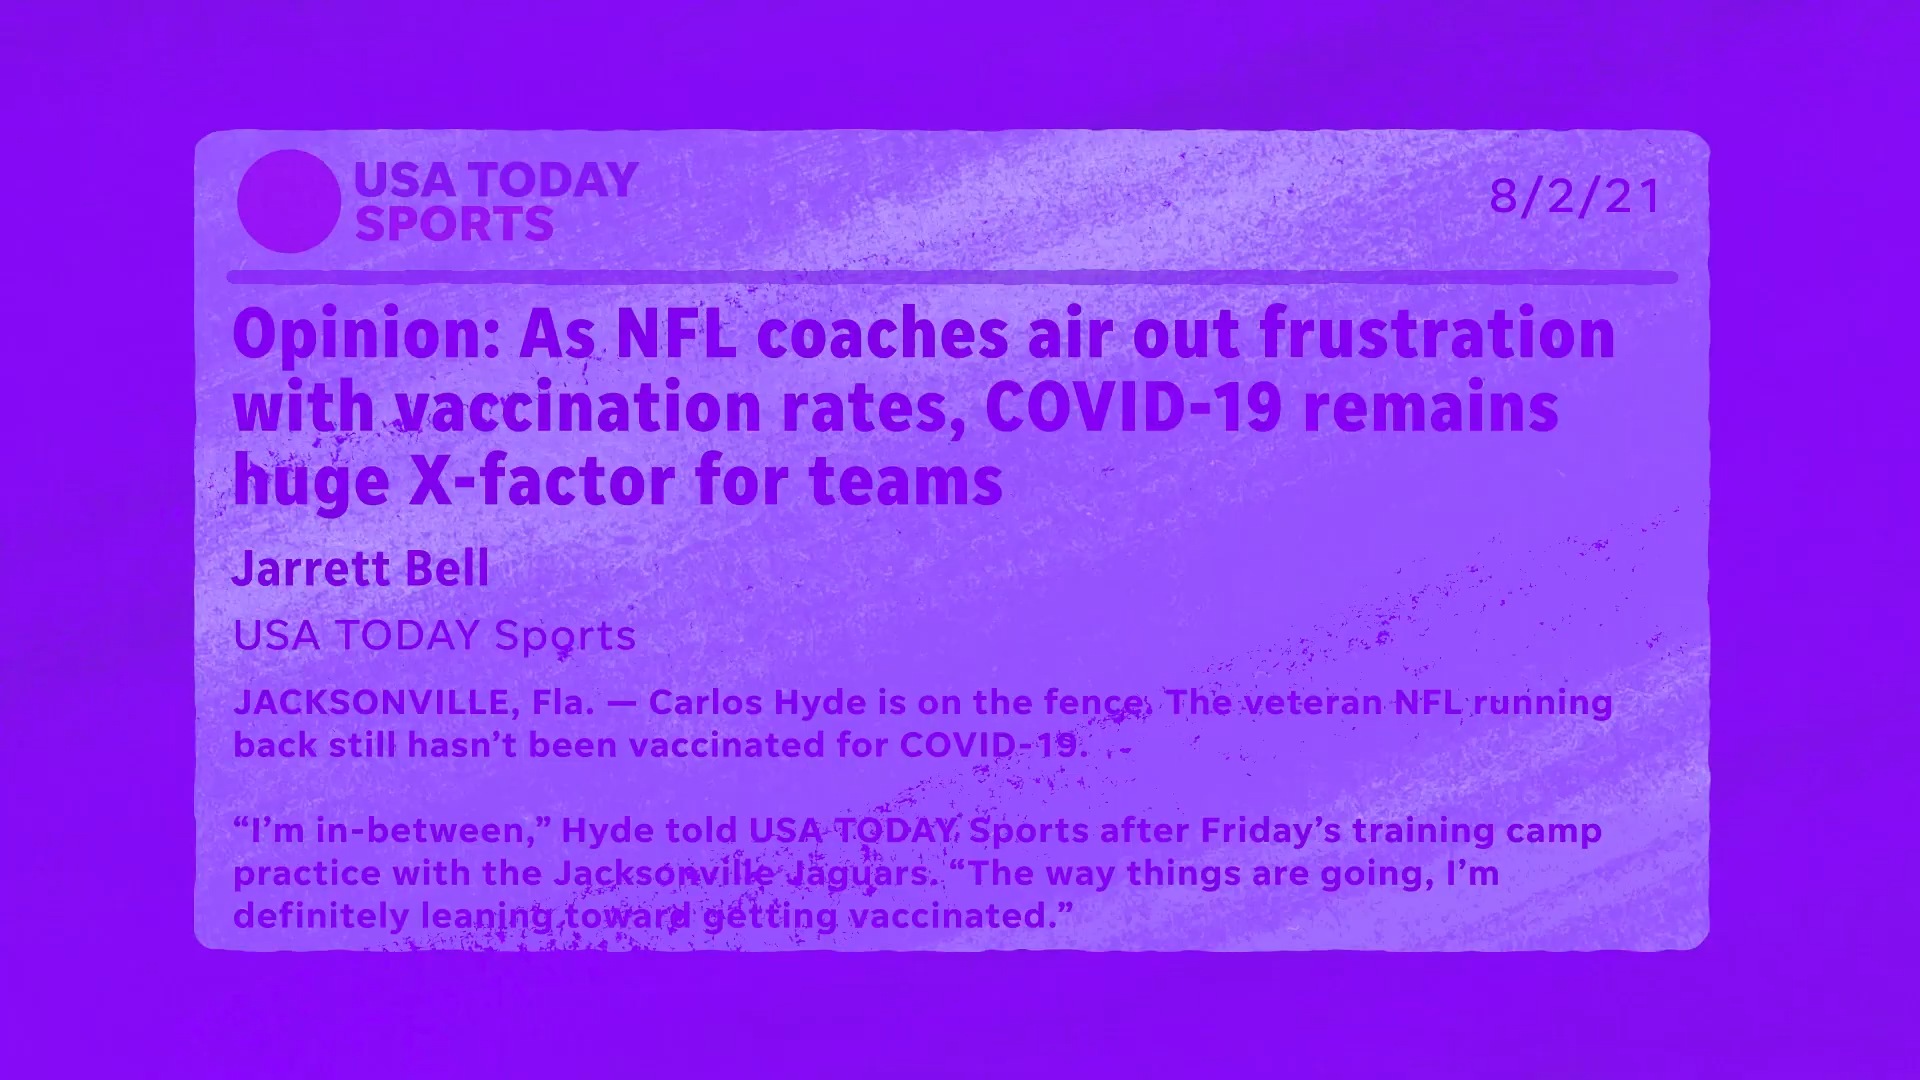 USA TODAY
SPORTS
8/2/21
Opinion: As NFL coaches air out frustration
with vaccination rates, COVID-19 remains
huge X-factor for teams
Jarrett Bell
USA TODAY Sports
JACKSONVILLE, Fla. — Carlos Hyde is on the fence. The veteran NFL running
back still hasn’t been vaccinated for COVID-19.
“I’m in-between,” Hyde told USA TODAY Sports after Friday’s training camp
practice with the Jacksonville Jaguars. “The way things are going, I’m
definitely leaning toward getting vaccinated.”